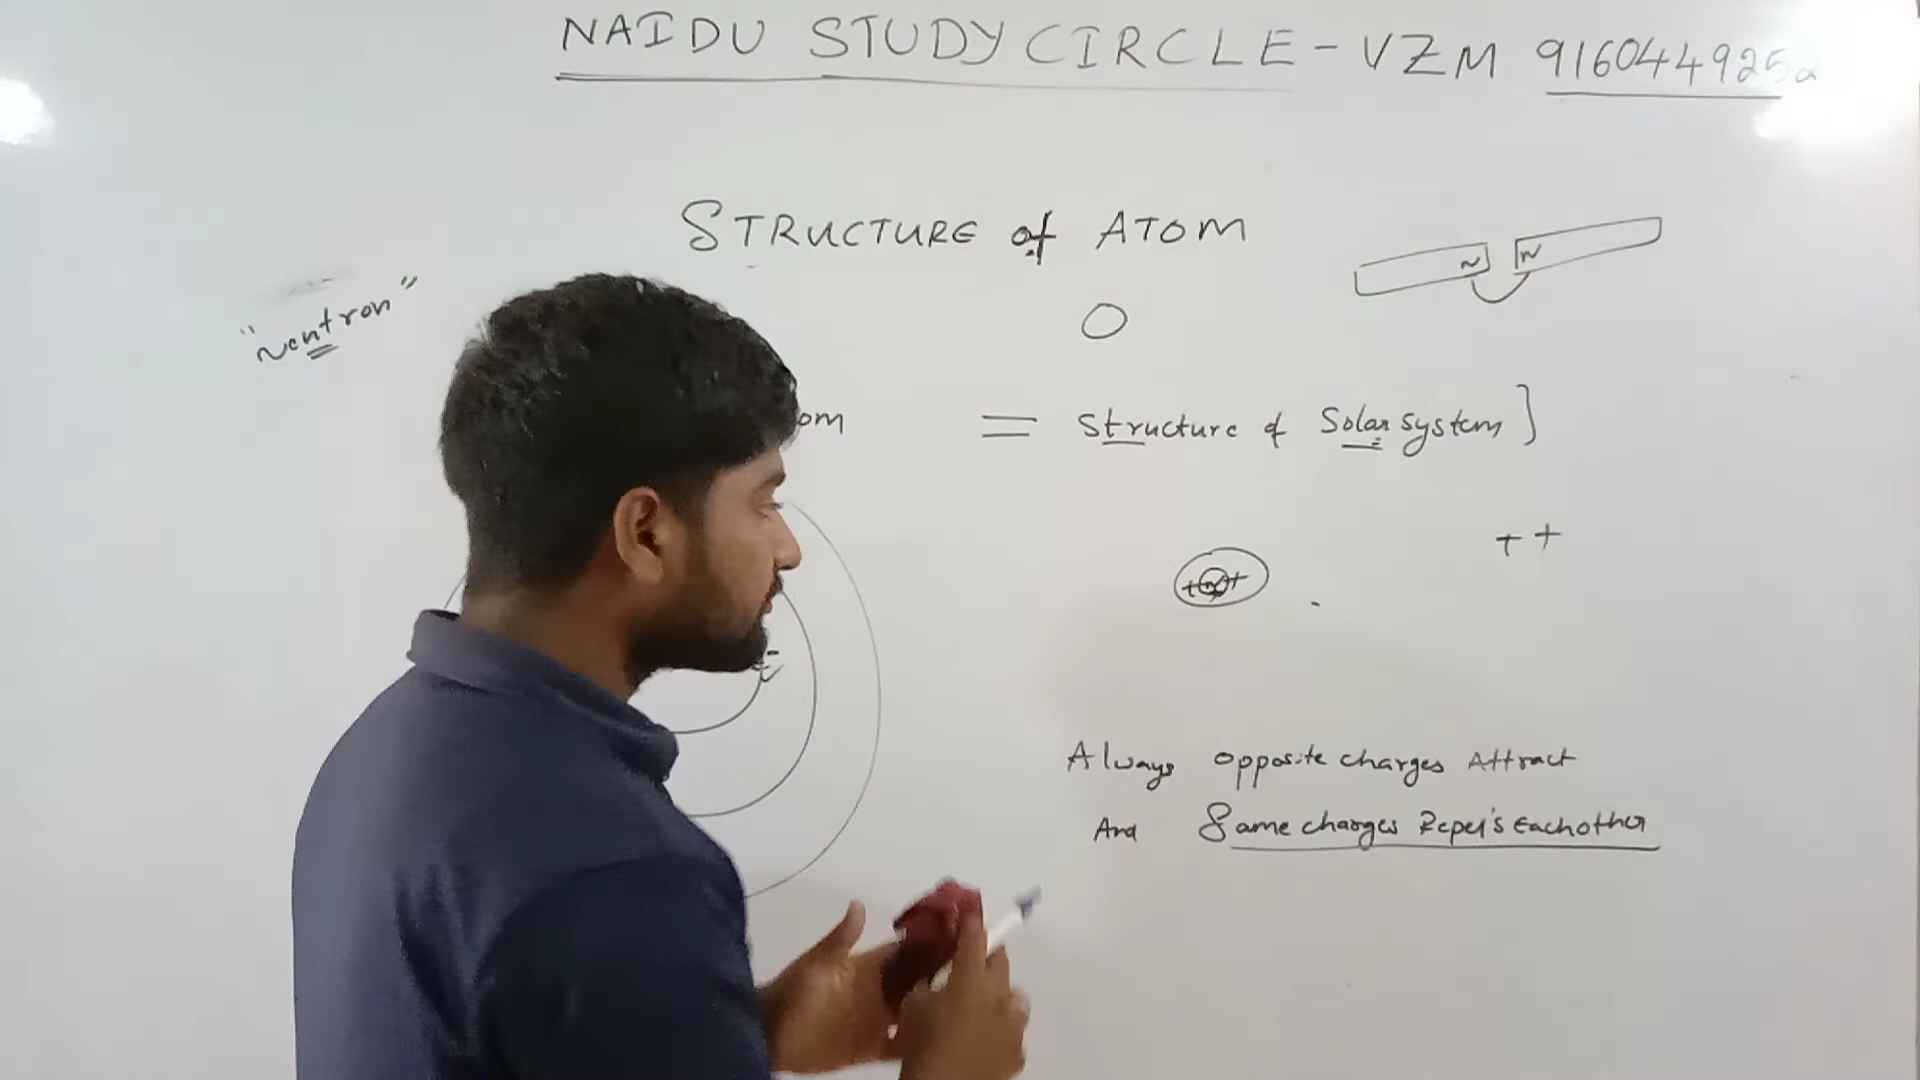 NAIDU STUDY CIRCLE - VZM 9160449252
STRUCTURE of ATOM
N N
"neutron"
om = Structure of Solar system ]
+ +
+ N +
e-
Always opposite charges Attract
And Same charges Repel's Eachother